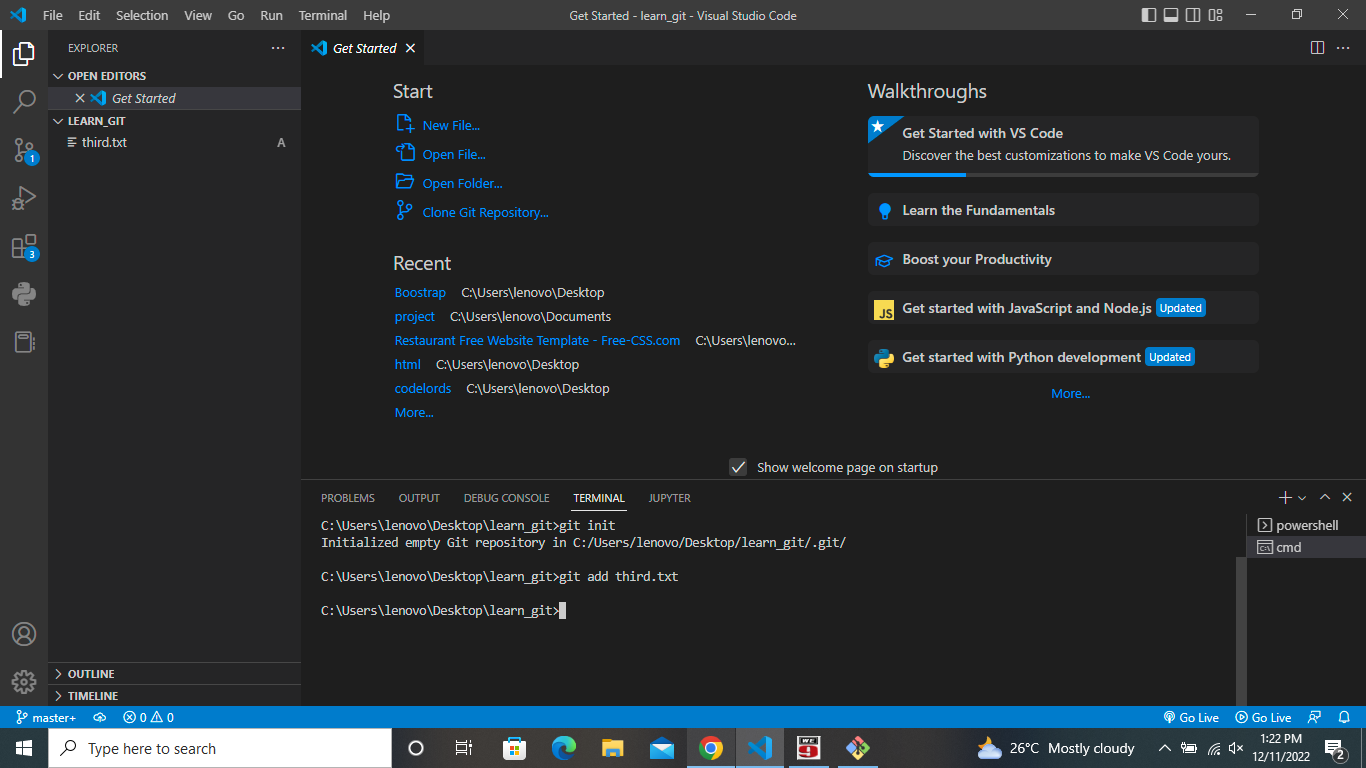 File Edit Selection View Go Run Terminal Help
Get Started - learn_git - Visual Studio Code
EXPLORER
OPEN EDITORS
Get Started
LEARN_GIT
third.txt A
1
3
OUTLINE
TIMELINE
Get Started
Start
New File...
Open File...
Open Folder...
Clone Git Repository...
Recent
Boostrap C:\Users\lenovo\Desktop
project C:\Users\lenovo\Documents
Restaurant Free Website Template - Free-CSS.com C:\Users\lenovo...
html C:\Users\lenovo\Desktop
codelords C:\Users\lenovo\Desktop
More...
Walkthroughs
Get Started with VS Code
Discover the best customizations to make VS Code yours.
Learn the Fundamentals
Boost your Productivity
JS Get started with JavaScript and Node.js Updated
Get started with Python development Updated
More...
Show welcome page on startup
PROBLEMS OUTPUT DEBUG CONSOLE TERMINAL JUPYTER
C:\Users\lenovo\Desktop\learn_git>git init
Initialized empty Git repository in C:/Users/lenovo/Desktop/learn_git/.git/
C:\Users\lenovo\Desktop\learn_git>git add third.txt
C:\Users\lenovo\Desktop\learn_git>
powershell
cmd
master+ 0 0 Go Live Go Live
Type here to search
26°C Mostly cloudy
1:22 PM
12/11/2022
2